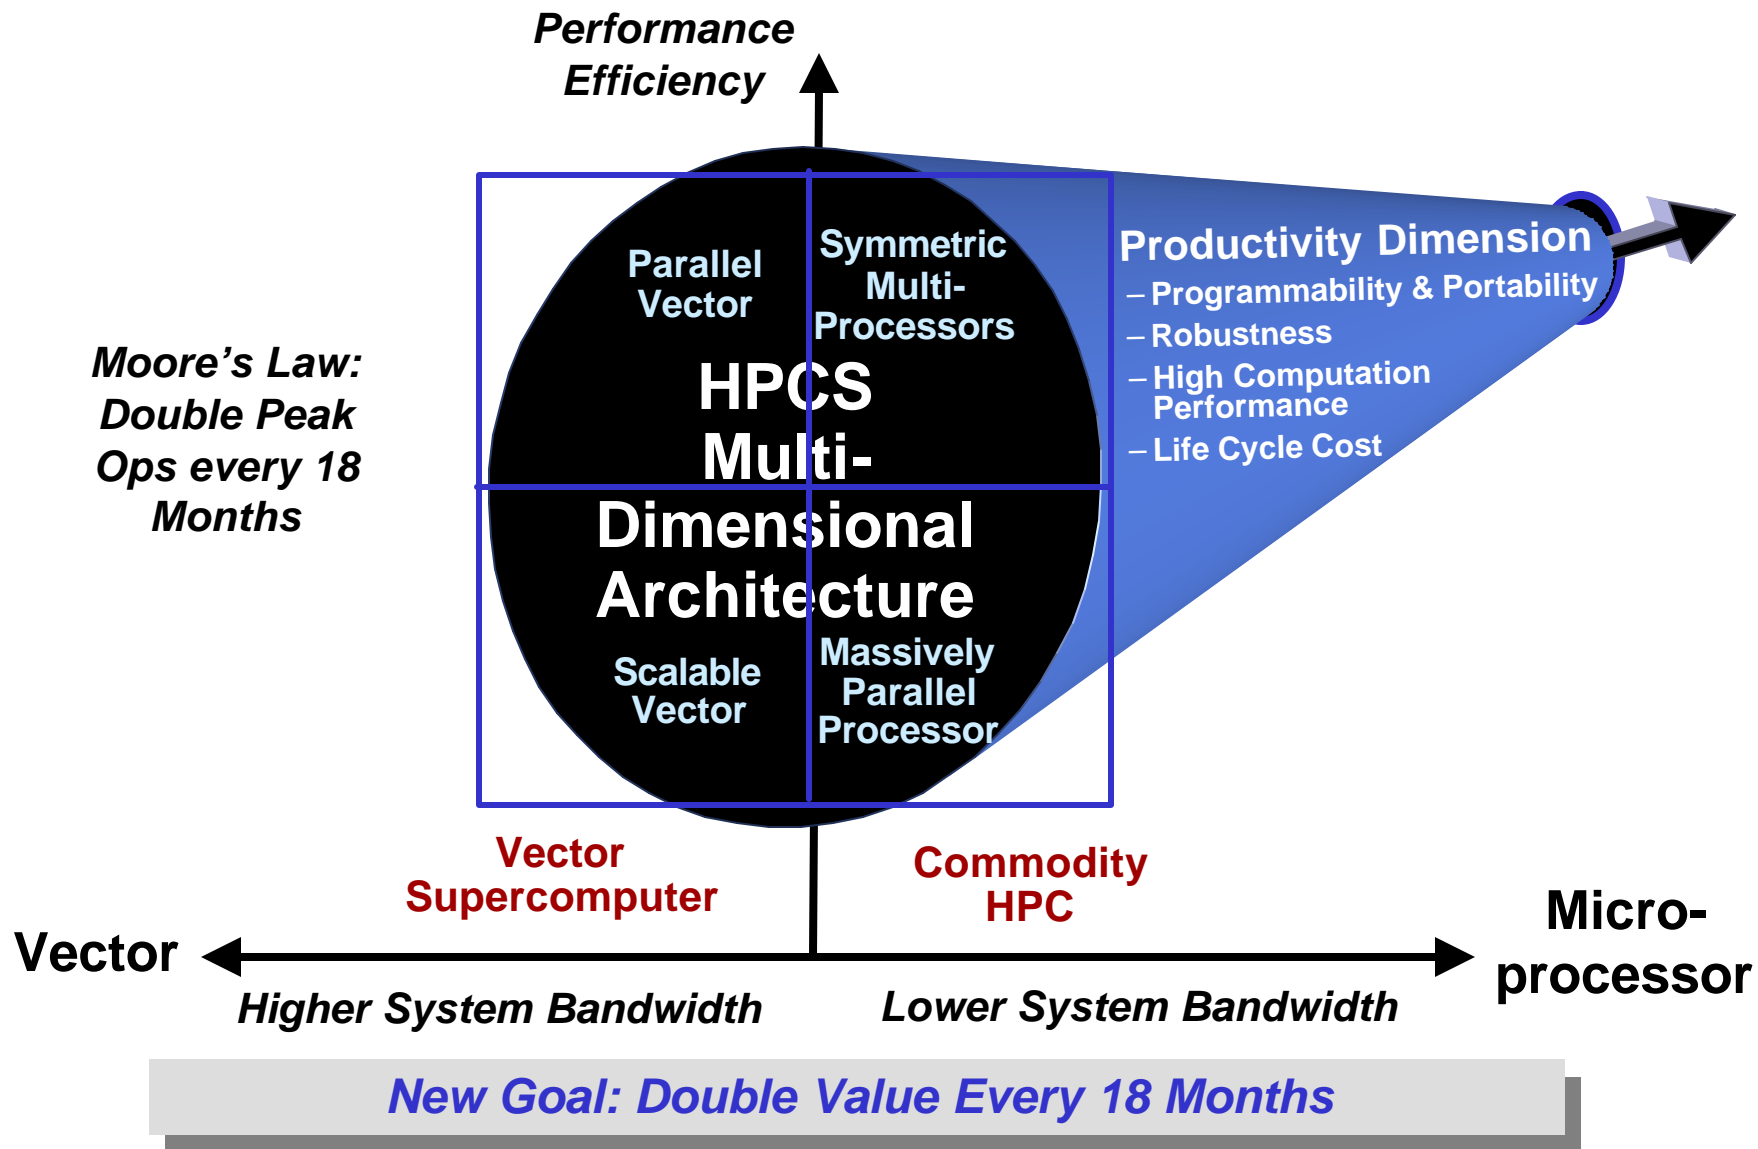 Performance
Efficiency
Moore's Law:
Double Peak
Ops every 18
Months
Parallel
Vector
Symmetric
Multi-
Processors
HPCS
Multi-
Dimensional
Architecture
Scalable
Vector
Massively
Parallel
Processor
Productivity Dimension
– Programmability & Portability
– Robustness
– High Computation
Performance
– Life Cycle Cost
Vector
Supercomputer
Commodity
HPC
Vector
Micro-
processor
Higher System Bandwidth
Lower System Bandwidth
New Goal: Double Value Every 18 Months